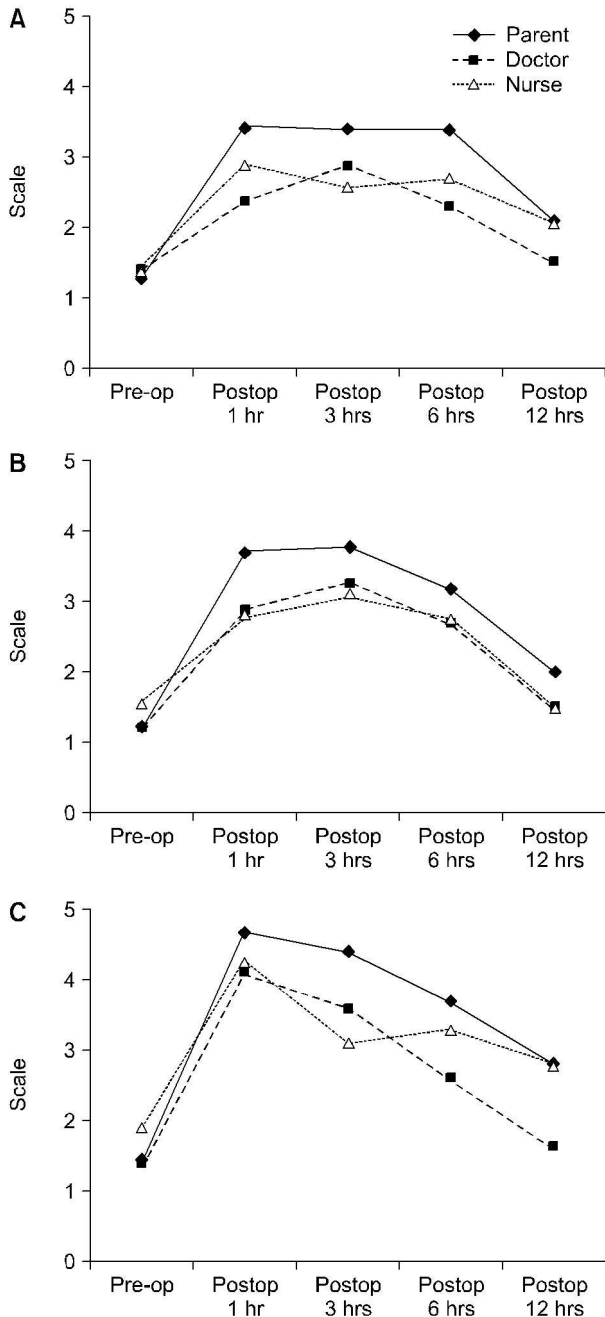 A
5
4
3
2
1
0
Scale
Parent
Doctor
Nurse
Pre-op
Postop
1 hr
Postop
3 hrs
Postop
6 hrs
Postop
12 hrs
B
5
4
3
2
1
0
Scale
Pre-op
Postop
1 hr
Postop
3 hrs
Postop
6 hrs
Postop
12 hrs
C
5
4
3
2
1
0
Scale
Pre-op
Postop
1 hr
Postop
3 hrs
Postop
6 hrs
Postop
12 hrs